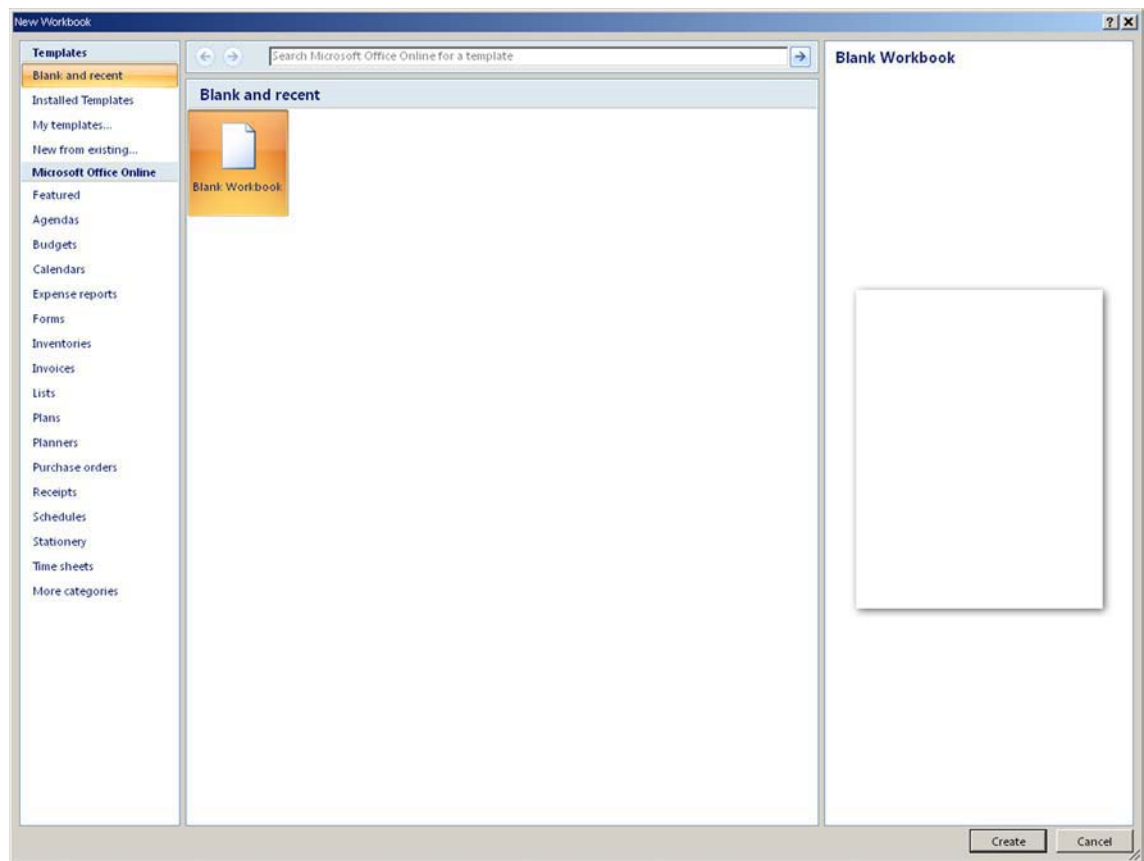 New Workbook
Templates
Blank and recent
Installed Templates
My templates...
New from existing...
Microsoft Office Online
Featured
Agendas
Budgets
Calendars
Expense reports
Forms
Inventories
Invoices
Lists
Plans
Planners
Purchase orders
Receipts
Schedules
Stationery
Time sheets
More categories
Search Microsoft Office Online for a template
Blank and recent
Blank Workbook
Blank Workbook
Create
Cancel